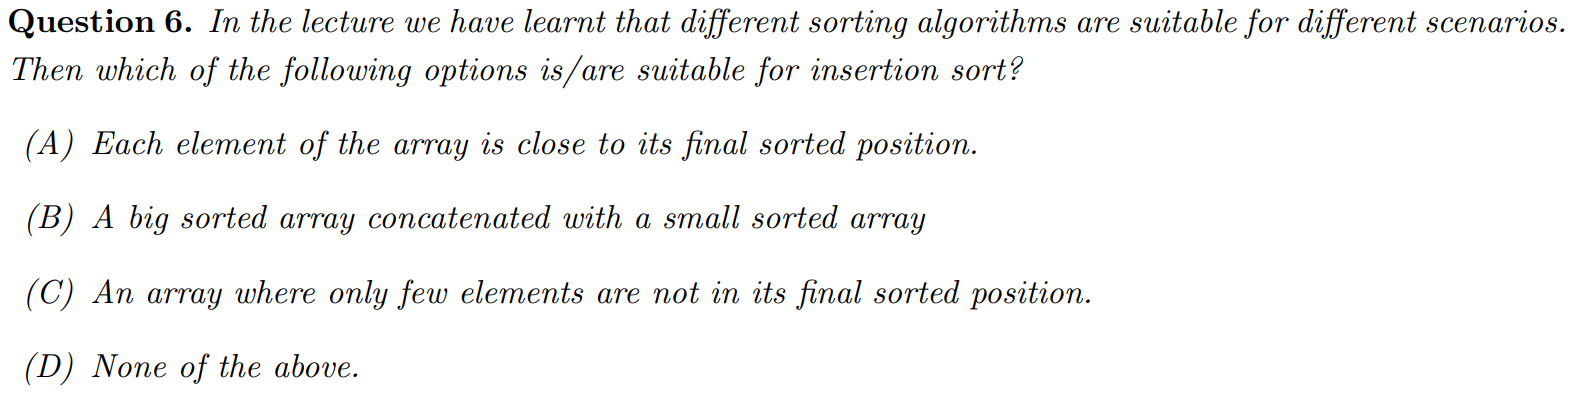 Question 6. In the lecture we have learnt that different sorting algorithms are suitable for different scenarios.
Then which of the following options is/are suitable for insertion sort?
(A) Each element of the array is close to its final sorted position.
(B) A big sorted array concatenated with a small sorted array
(C) An array where only few elements are not in its final sorted position.
(D) None of the above.